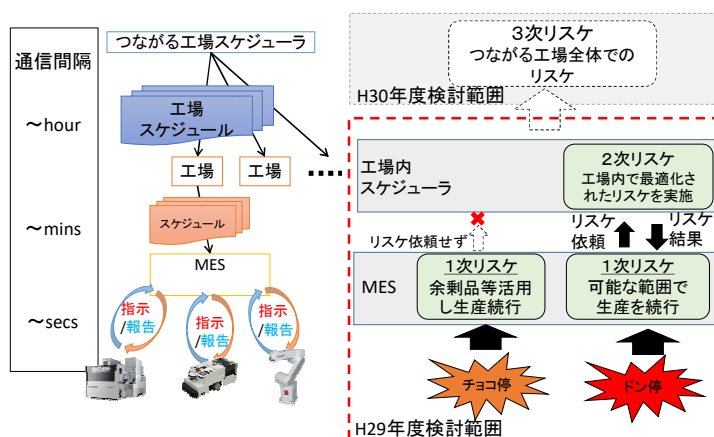 通信間隔
～hour
～mins
～secs
つながる工場スケジューラ
工場
スケジュール
工場
工場
スケジュール
MES
指示
/報告
指示
/報告
指示
/報告
３次リスケ
つながる工場全体での
リスケ
H30年度検討範囲
工場内
スケジューラ
２次リスケ
工場内で最適化さ
れたリスケを実施
リスケ依頼せず
リスケ
依頼
リスケ
結果
MES
１次リスケ
余剰品等活用
し生産続行
１次リスケ
可能な範囲で
生産を続行
チョコ停
ドン停
H29年度検討範囲